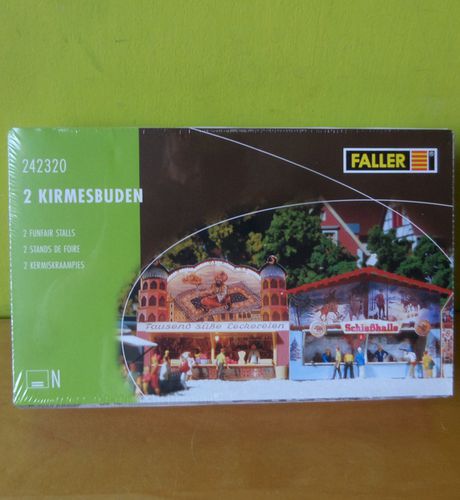 242320
FALLER
2 KIRMESBUDEN
2 FUNFAIR STALLS
2 STANDS DE FOIRE
2 KERMISKRAAMPJES
Tausend süße Leckereien
Schießhalle
N